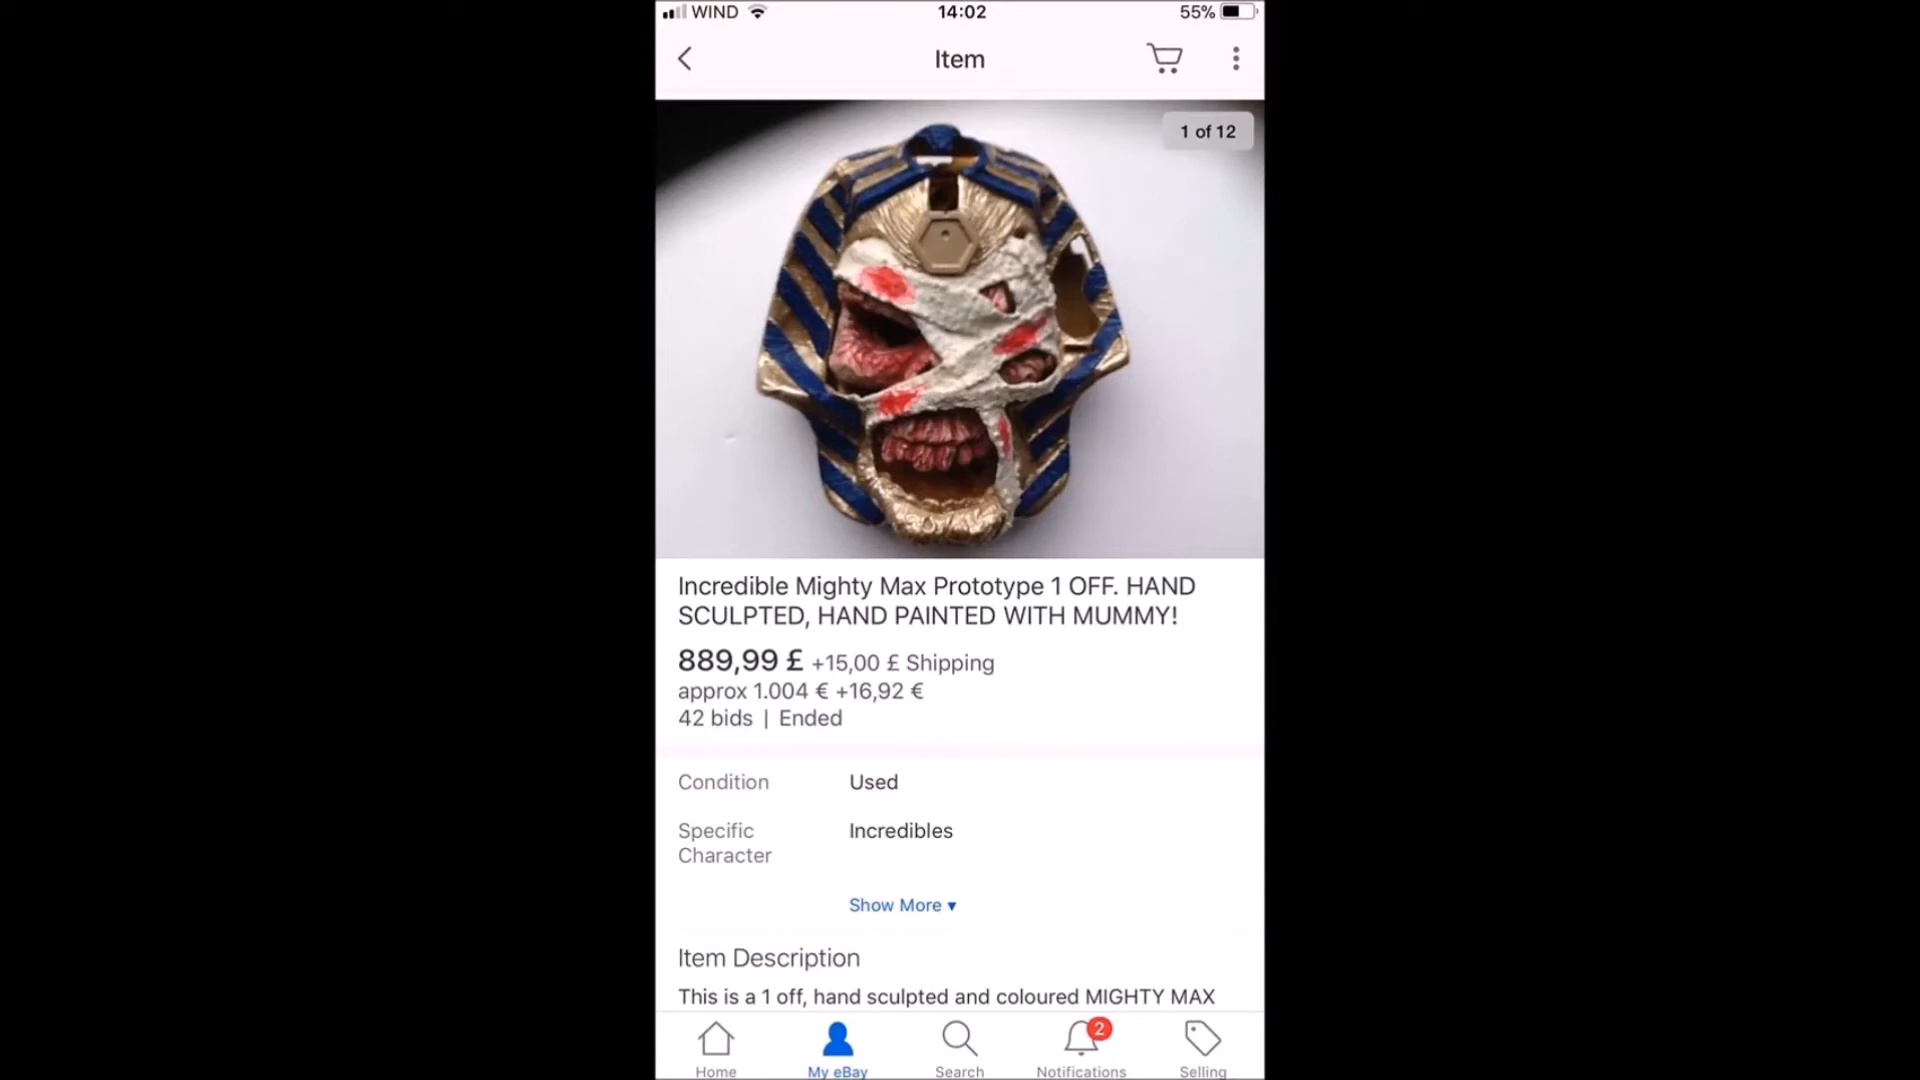 WIND 14:02 55%
Item
1 of 12
Incredible Mighty Max Prototype 1 OFF. HAND
SCULPTED, HAND PAINTED WITH MUMMY!
889,99 £ +15,00 £ Shipping
approx 1.004 € +16,92 €
42 bids | Ended
Condition Used
Specific Character Incredibles
Show More ▾
Item Description
This is a 1 off, hand sculpted and coloured MIGHTY MAX
2
Home My eBay Search Notifications Selling